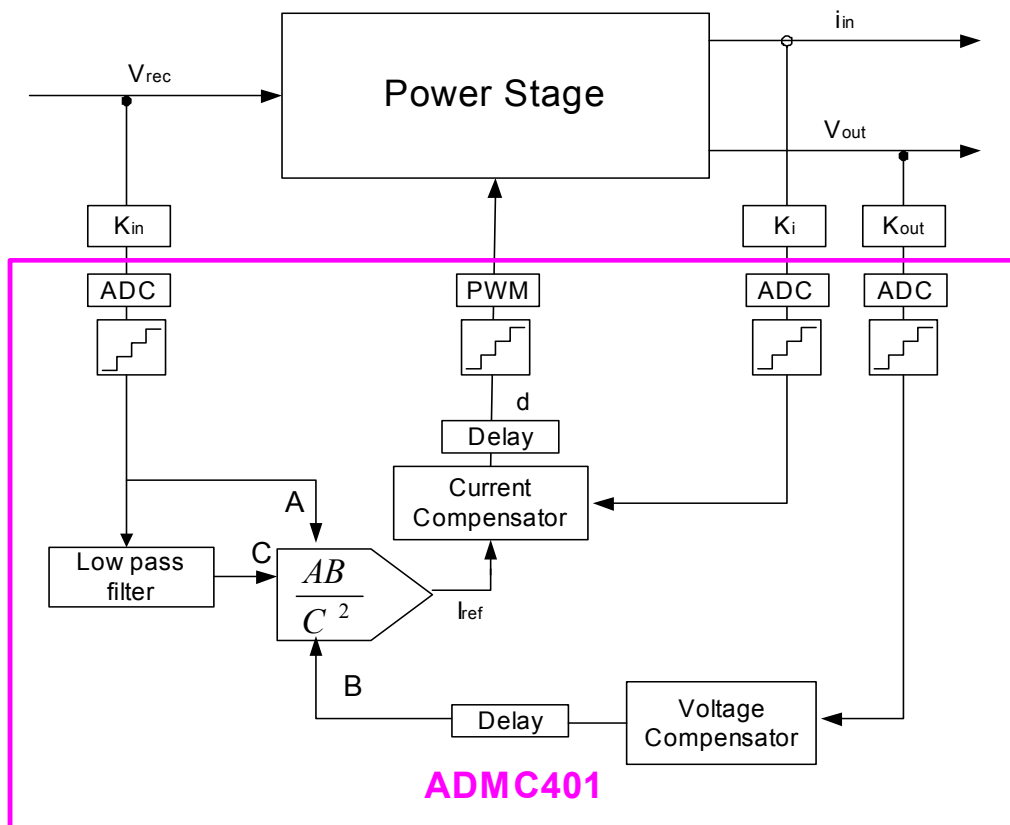 iin
Vrec
Power Stage
Vout
Kin
Ki
Kout
ADC
PWM
ADC
ADC
d
Delay
Current
Compensator
A
Low pass
filter
C
AB
C 2
Iref
B
Delay
Voltage
Compensator
ADMC401